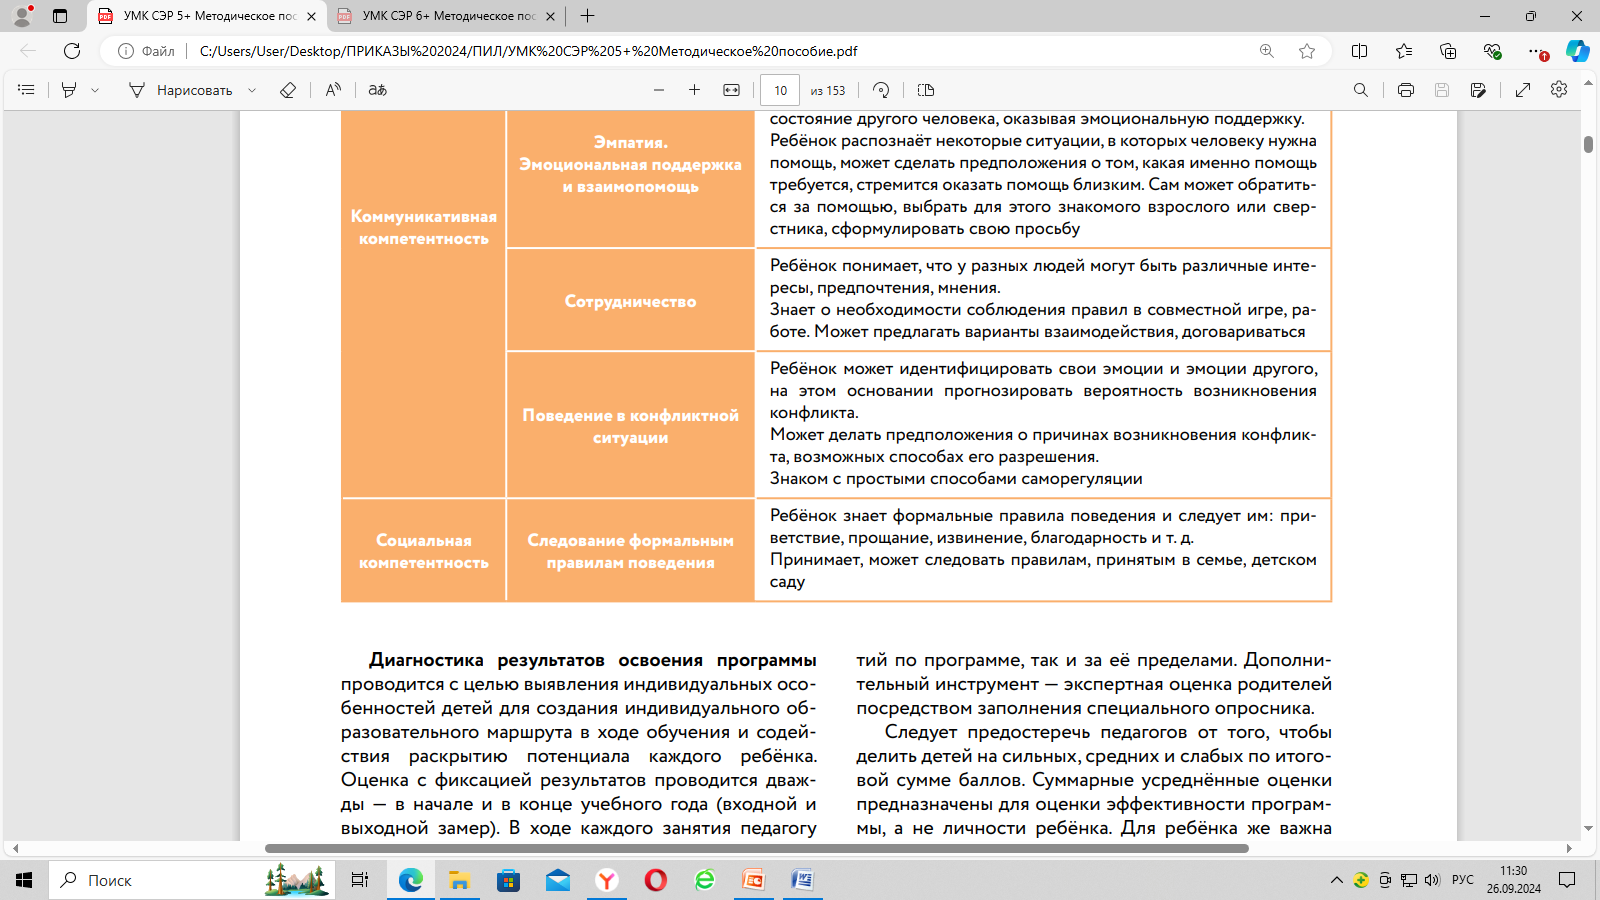 УМК СЭР 5+ Методическое пос
УМК СЭР 6+ Методическое пос
Файл
C:/Users/User/Desktop/ПРИКАЗЫ%202024/ПИЛ/УМК%20СЭР%205+%20Методическое%20пособие.pdf
Нарисовать
10
из 153
Коммуникативная
компетентность
Эмпатия.
Эмоциональная поддержка
и взаимопомощь
состояние другого человека, оказывая эмоциональную поддержку.
Ребёнок распознаёт некоторые ситуации, в которых человеку нужна
помощь, может сделать предположения о том, какая именно помощь
требуется, стремится оказать помощь близким. Сам может обратить-
ся за помощью, выбрать для этого знакомого взрослого или свер-
стника, сформулировать свою просьбу
Сотрудничество
Ребёнок понимает, что у разных людей могут быть различные инте-
ресы, предпочтения, мнения.
Знает о необходимости соблюдения правил в совместной игре, ра-
боте. Может предлагать варианты взаимодействия, договариваться
Поведение в конфликтной
ситуации
Ребёнок может идентифицировать свои эмоции и эмоции другого,
на этом основании прогнозировать вероятность возникновения
конфликта.
Может делать предположения о причинах возникновения конфлик-
та, возможных способах его разрешения.
Знаком с простыми способами саморегуляции
Социальная
компетентность
Следование формальным
правилам поведения
Ребёнок знает формальные правила поведения и следует им: при-
ветствие, прощание, извинение, благодарность и т. д.
Принимает, может следовать правилам, принятым в семье, детском
саду
Диагностика результатов освоения программы
проводится с целью выявления индивидуальных осо-
бенностей детей для создания индивидуального об-
разовательного маршрута в ходе обучения и содей-
ствия раскрытию потенциала каждого ребёнка.
Оценка с фиксацией результатов проводится дваж-
ды — в начале и в конце учебного года (входной и
выходной замер). В ходе каждого занятия педагогу
тий по программе, так и за её пределами. Дополни-
тельный инструмент — экспертная оценка родителей
посредством заполнения специального опросника.
Следует предостеречь педагогов от того, чтобы
делить детей на сильных, средних и слабых по итого-
вой сумме баллов. Суммарные усреднённые оценки
предназначены для оценки эффективности програм-
мы, а не личности ребёнка. Для ребёнка же важна
Поиск
РУС
11:30
26.09.2024